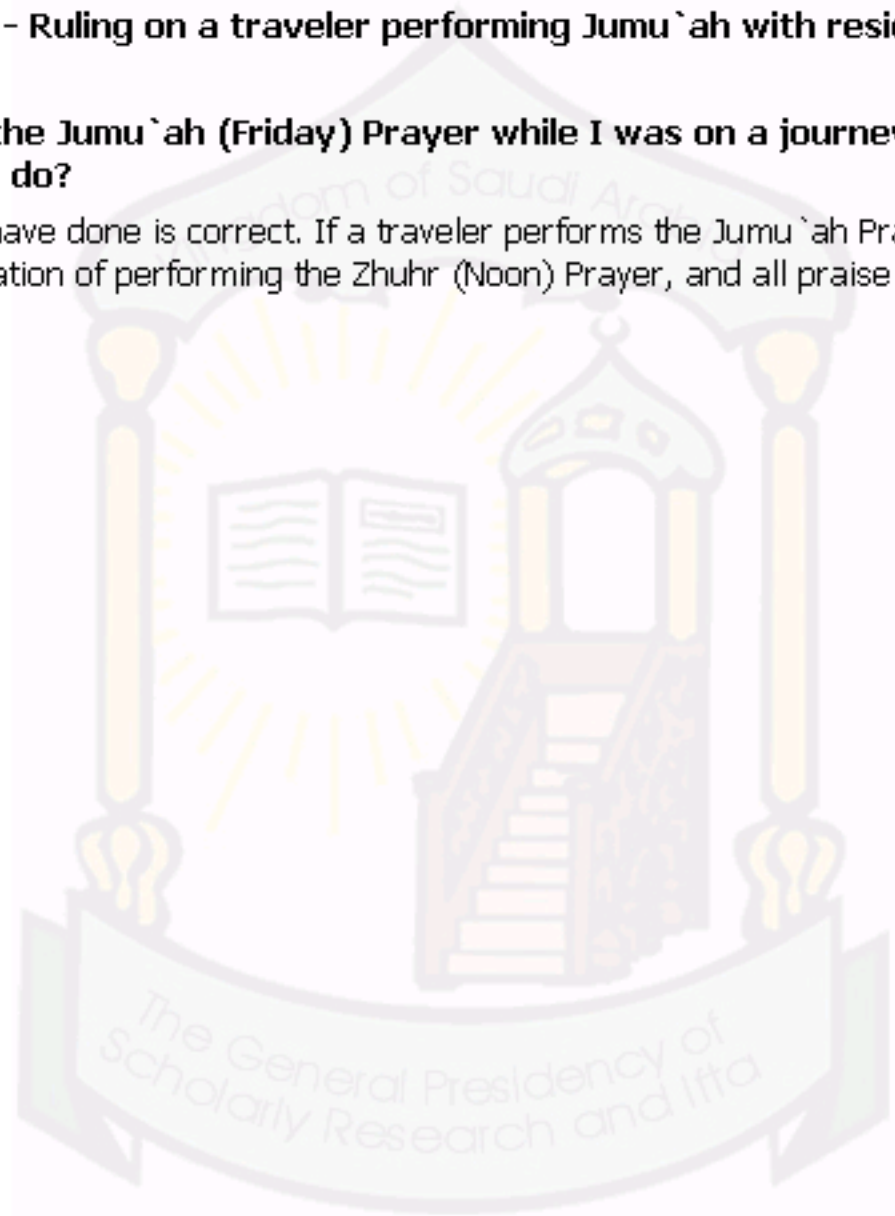 - Ruling on a traveler performing Jumu`ah with resi
the Jumu`ah (Friday) Prayer while I was on a journey
do?
have done is correct. If a traveler performs the Jumu`ah Pra
ation of performing the Zhuhr (Noon) Prayer, and all praise
Kingdom of Saudi Arabia
The General Presidency of
Scholarly Research and Ifta